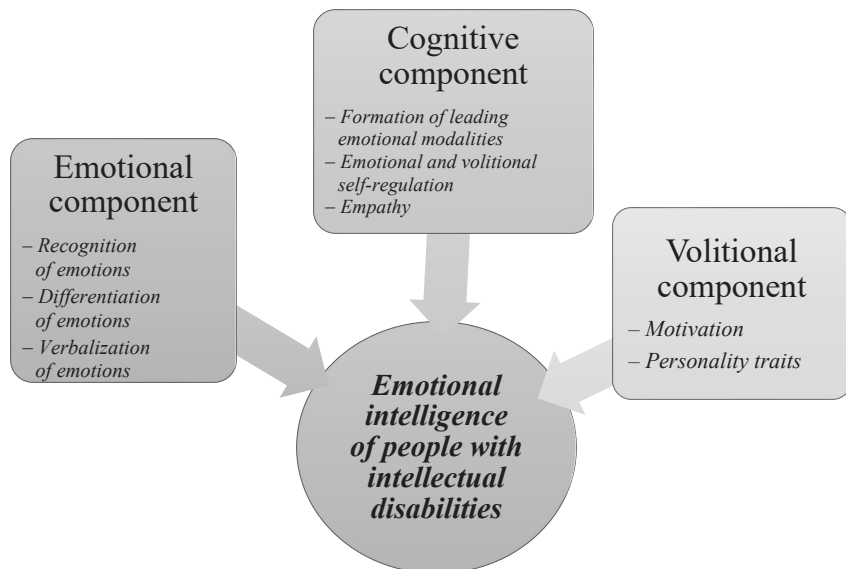 Emotional
component
– Recognition
of emotions
– Differentiation
of emotions
– Verbalization
of emotions
Cognitive
component
– Formation of leading
emotional modalities
– Emotional and volitional
self-regulation
– Empathy
Volitional
component
– Motivation
– Personality traits
Emotional
intelligence
of people with
intellectual
disabilities